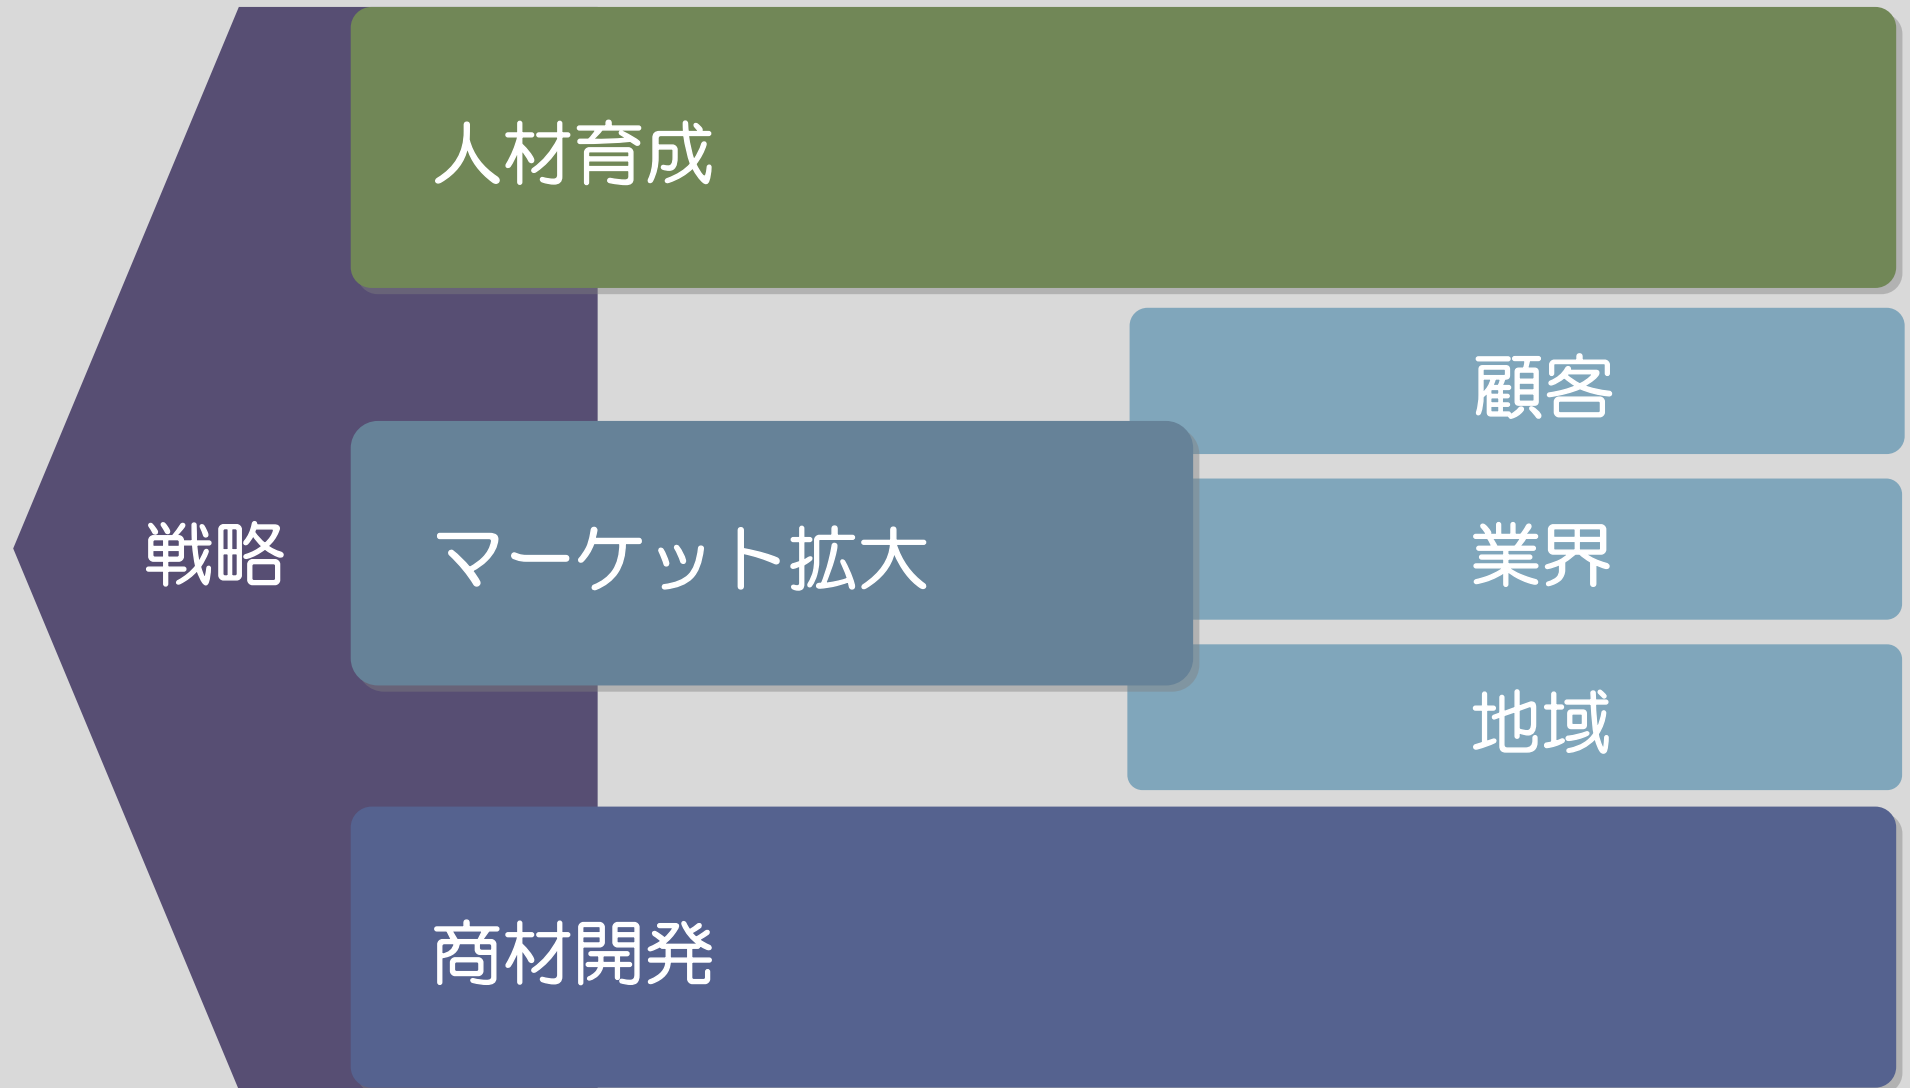 人材育成
顧客
戦略
マーケット拡大
業界
地域
商材開発